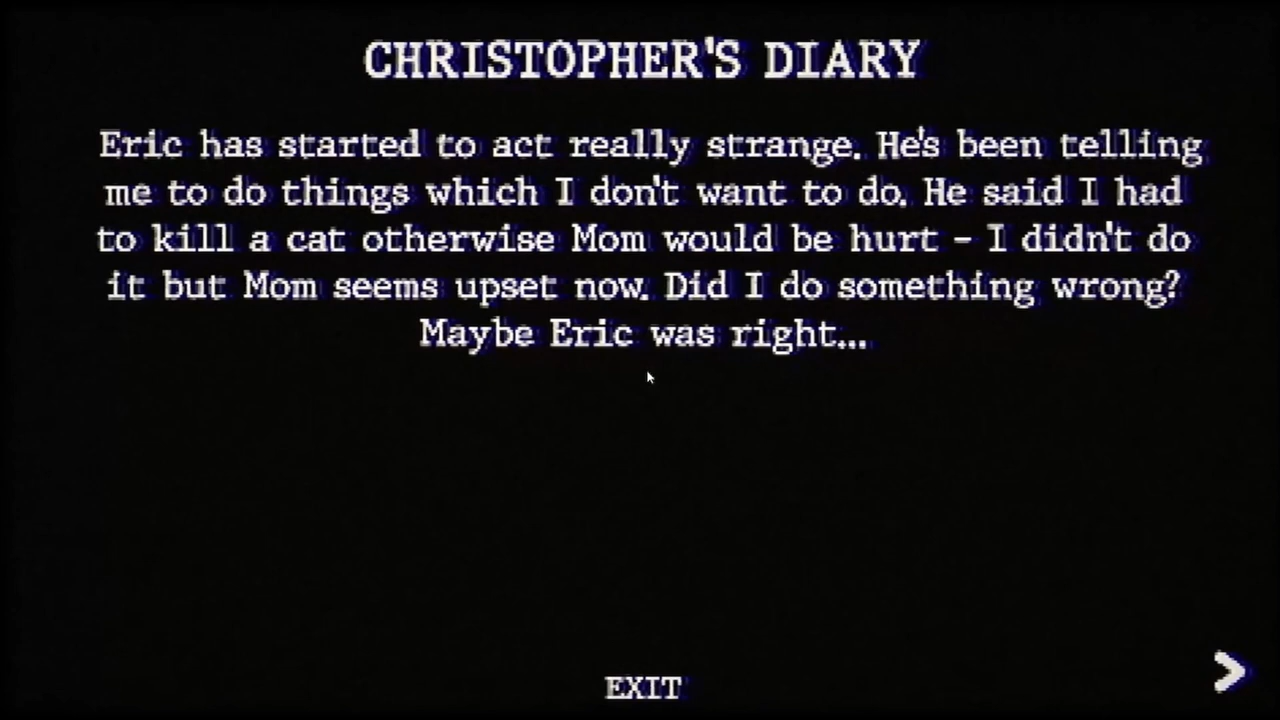 CHRISTOPHER'S DIARY
Eric has started to act really strange. He's been telling
me to do things which I don't want to do. He said I had
to kill a cat otherwise Mom would be hurt - I didn't do
it but Mom seems upset now. Did I do something wrong?
Maybe Eric was right...
EXIT